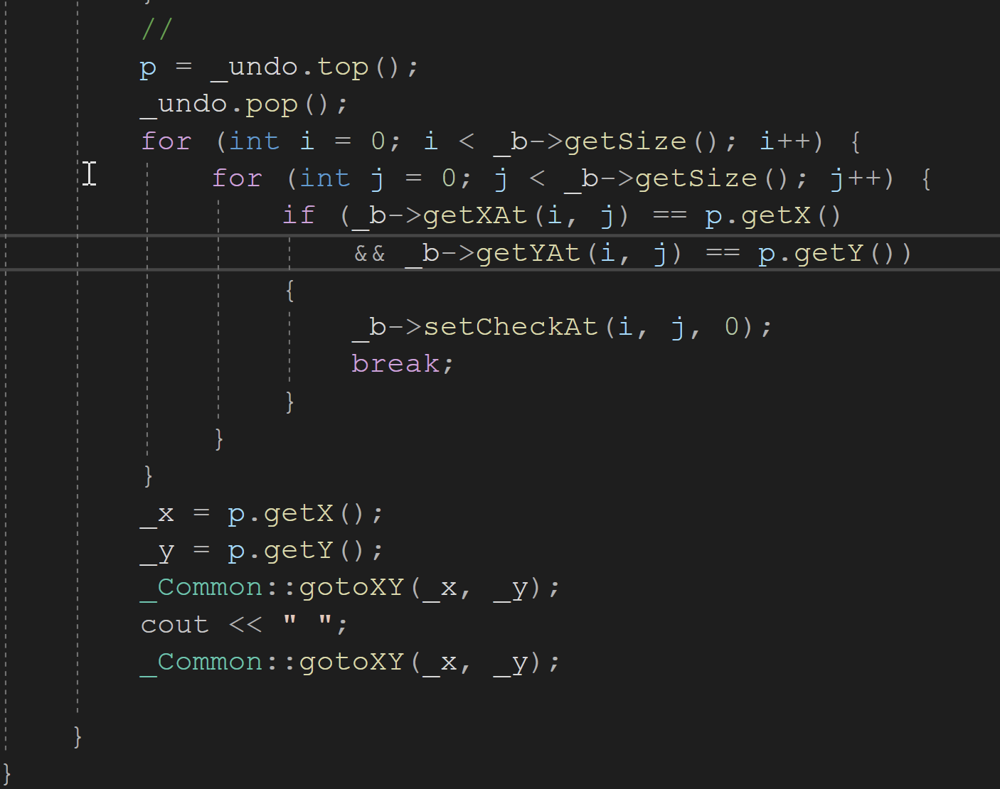 }
//
p = _undo.top();
_undo.pop();
for (int i = 0; i < _b->getSize(); i++) {
for (int j = 0; j < _b->getSize(); j++) {
if (_b->getXAt(i, j) == p.getX()
&& _b->getYAt(i, j) == p.getY())
{
_b->setCheckAt(i, j, 0);
break;
}
}
}
_x = p.getX();
_y = p.getY();
_Common::gotoXY(_x, _y);
cout << " ";
_Common::gotoXY(_x, _y);
}
}